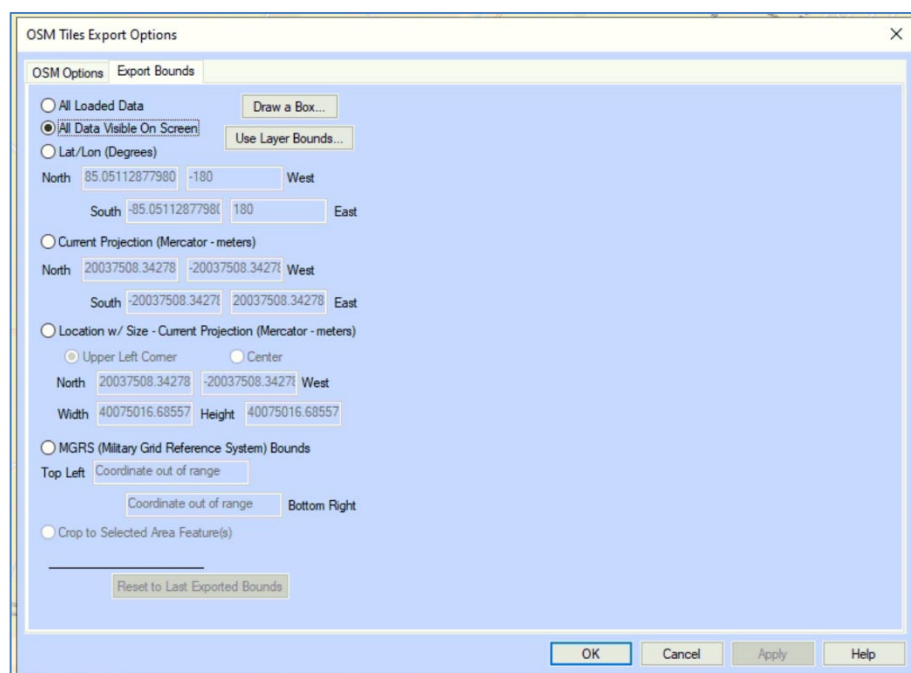 OSM Tiles Export Options
OSM Options Export Bounds
All Loaded Data Draw a Box...
All Data Visible On Screen
Use Layer Bounds...
Lat/Lon (Degrees)
North 85.05112877980 -180 West
South -85.0511287798( 180 East
Current Projection (Mercator - meters)
North 20037508.34278 -20037508.34278 West
South -20037508.34278 20037508.34278 East
Location w/ Size - Current Projection (Mercator - meters)
Upper Left Corner Center
North 20037508.34278 -20037508.34278 West
Width 40075016.68557 Height 40075016.68557
MGRS (Military Grid Reference System) Bounds
Top Left Coordinate out of range
Coordinate out of range Bottom Right
Crop to Selected Area Feature(s)
Reset to Last Exported Bounds
OK Cancel Apply Help